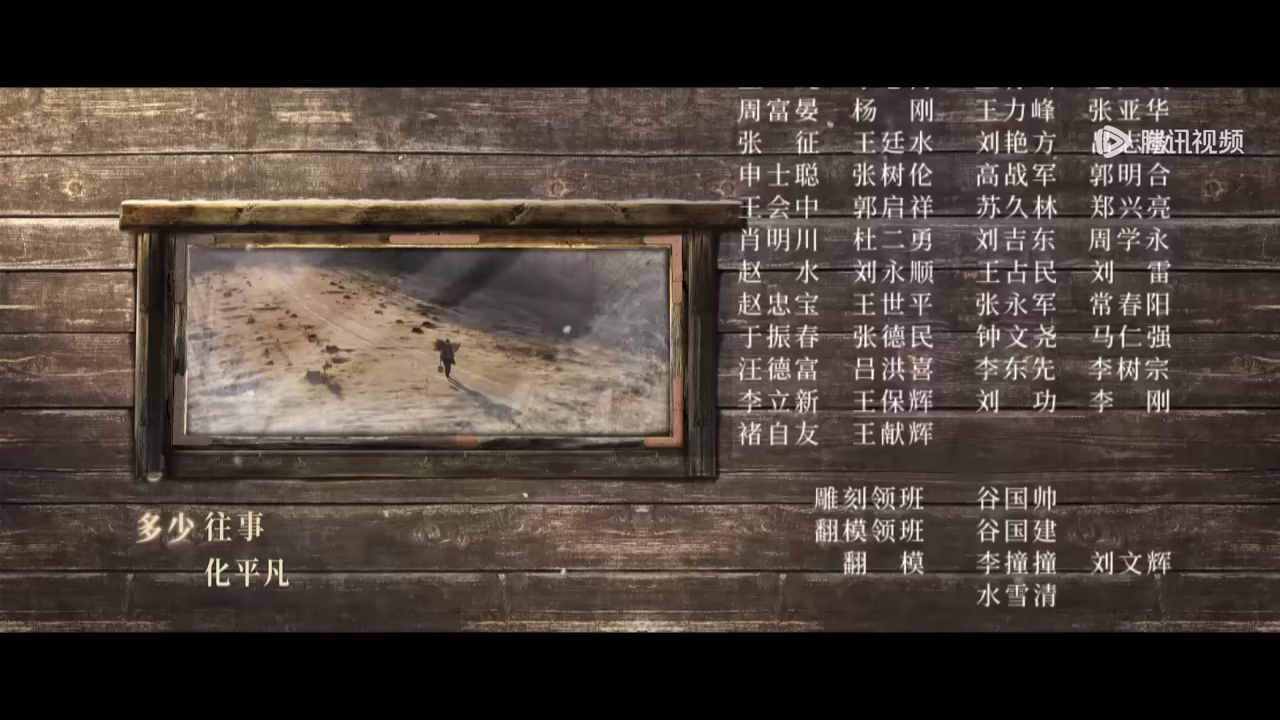 周富晏 杨 刚 王力峰 张亚华
张 征 王廷水 刘艳方
腾讯视频
申士聪 张树伦 高战军 郭明合
王会中 郭启祥 苏久林 郑兴亮
肖明川 杜二勇 刘吉东 周学永
赵 水 刘永顺 王占民 刘 雷
赵忠宝 王世平 张永军 常春阳
于振春 张德民 钟文尧 马仁强
汪德富 吕洪喜 李东先 李树宗
李立新 王保辉 刘 功 李 刚
褚自友 王献辉
雕刻领班 谷国帅
翻模领班 谷国建
翻 模 李撞撞 刘文辉
水雪清
多少往事
化平凡